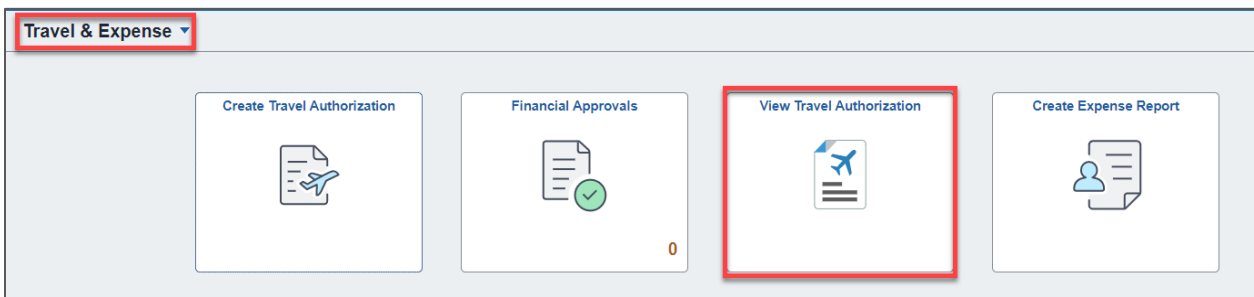 Travel & Expense
Create Travel Authorization
Financial Approvals
0
View Travel Authorization
Create Expense Report